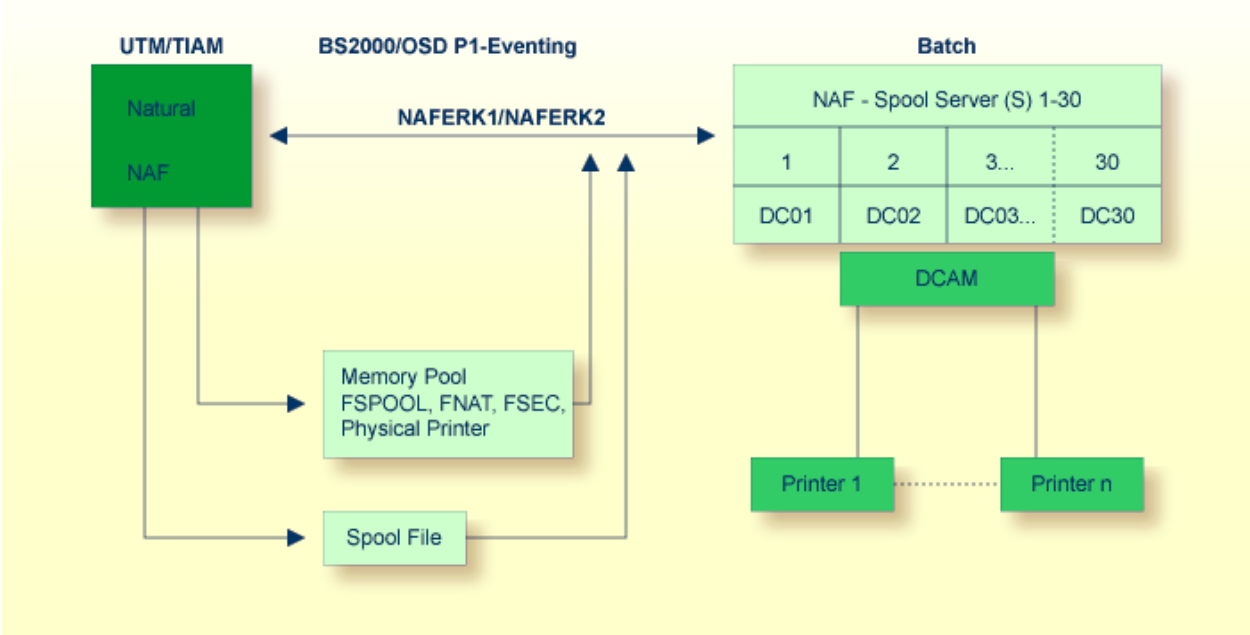 UTM/TIAM
BS2000/OSD P1-Eventing
Batch
Natural
NAF
NAFERK1/NAFERK2
NAF - Spool Server (S) 1-30
1
2
3...
30
DC01
DC02
DC03...
DC30
DCAM
Memory Pool
FSPOOL, FNAT, FSEC,
Physical Printer
Printer 1
Printer n
Spool File